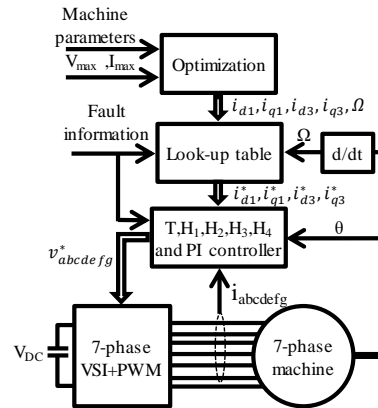 Machine
parameters
Vmax ,Imax
Optimization
id1,iq1,id3,iq3,Ω
Fault
information
Look-up table
Ω
d/dt
i*d1,i*q1,i*d3,i*q3
T,H1,H2,H3,H4
and PI controller
θ
v*abcdefg
iabcdefg
VDC
7-phase
VSI+PWM
7-phase
machine